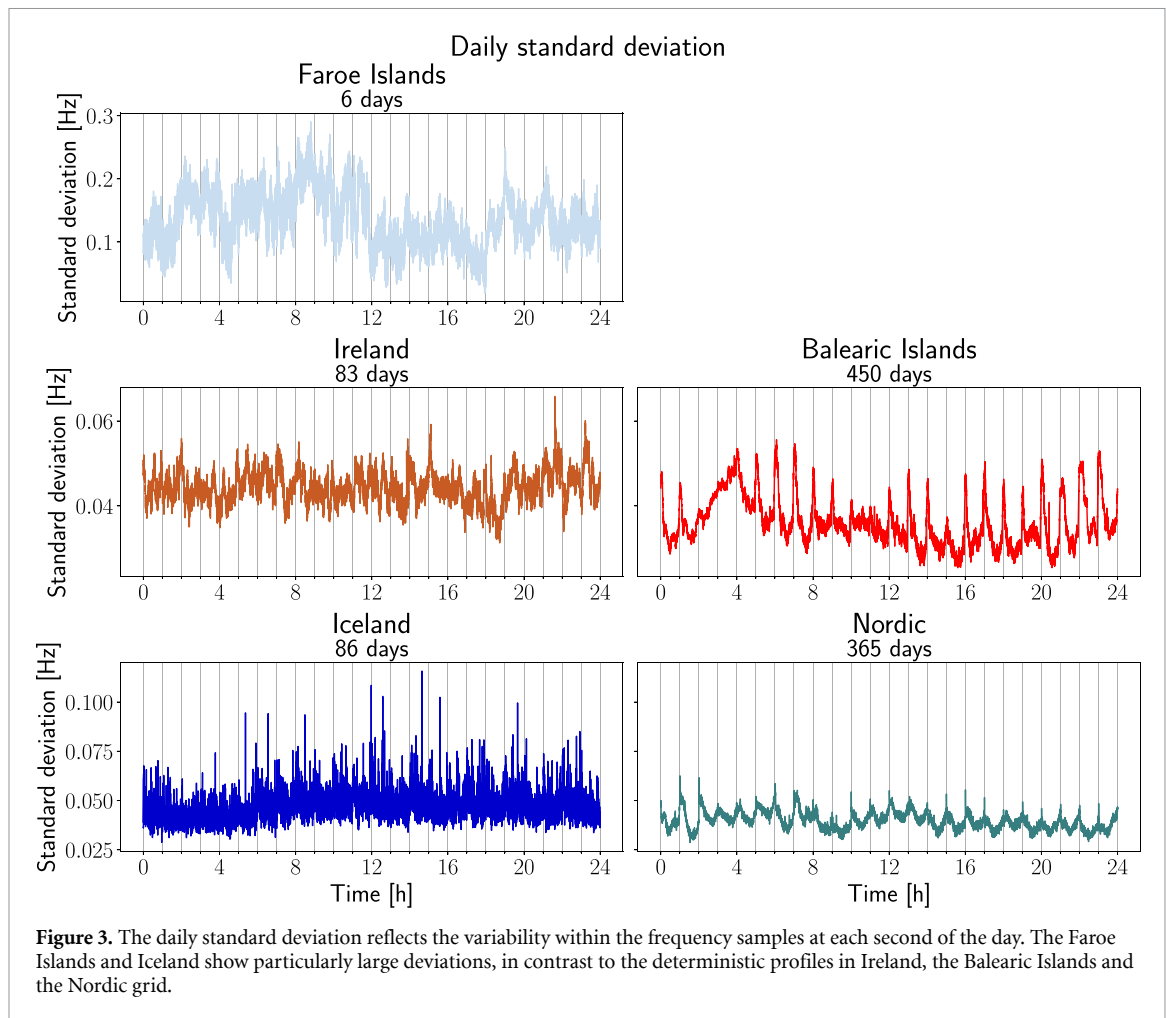 Daily standard deviation
Faroe Islands
6 days
Standard deviation [Hz]
0.3
0.2
0.1
0 4 8 12 16 20 24
Ireland
83 days
Standard deviation [Hz]
0.06
0.04
0 4 8 12 16 20 24
Balearic Islands
450 days
0 4 8 12 16 20 24
Iceland
86 days
Standard deviation [Hz]
0.100
0.075
0.050
0.025
0 4 8 12 16 20 24
Time [h]
Nordic
365 days
0 4 8 12 16 20 24
Time [h]
Figure 3. The daily standard deviation reflects the variability within the frequency samples at each second of the day. The Faroe
Islands and Iceland show particularly large deviations, in contrast to the deterministic profiles in Ireland, the Balearic Islands and
the Nordic grid.